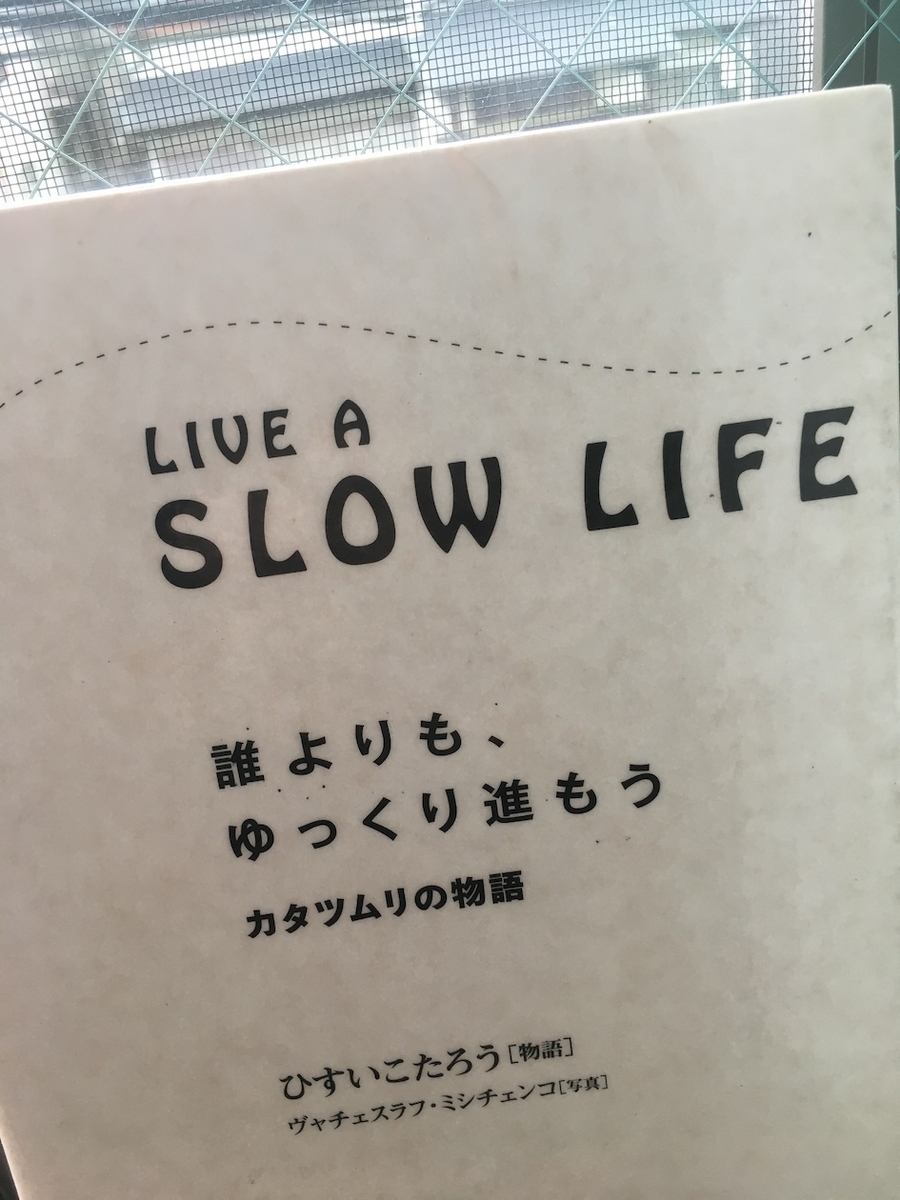 LIVE A
SLOW LIFE
誰よりも、
ゆっくり進もう
カタツムリの物語
ひすいこたろう［物語］
ヴャチェスラフ・ミシチェンコ［写真］